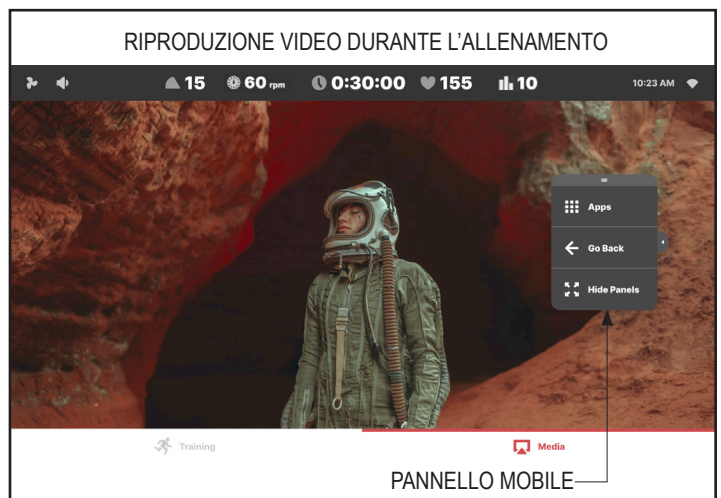 RIPRODUZIONE VIDEO DURANTE L'ALLENAMENTO
15 60 rpm 0:30:00 155 10 10:23 AM
Apps
Go Back
Hide Panels
Training Media
PANNELLO MOBILE